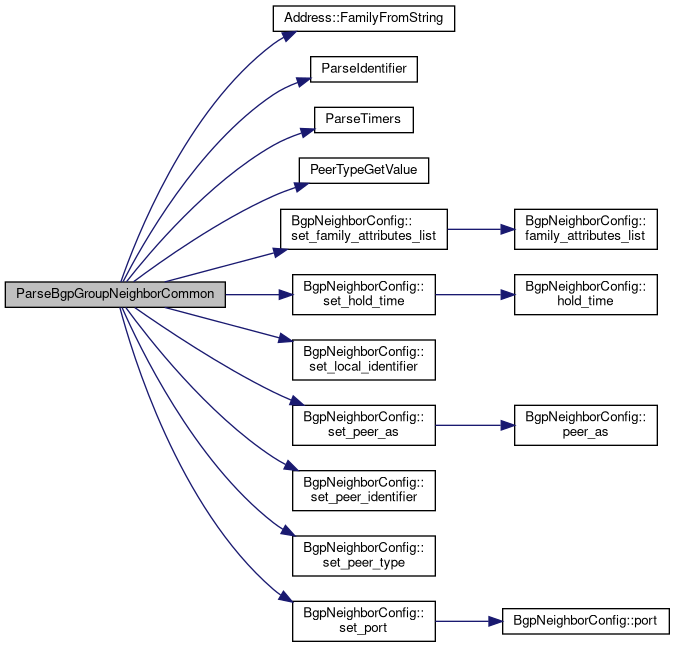 Address::FamilyFromString
ParseIdentifier
ParseTimers
PeerTypeGetValue
BgpNeighborConfig::
set_family_attributes_list
BgpNeighborConfig::
family_attributes_list
ParseBgpGroupNeighborCommon
BgpNeighborConfig::
set_hold_time
BgpNeighborConfig::
hold_time
BgpNeighborConfig::
set_local_identifier
BgpNeighborConfig::
set_peer_as
BgpNeighborConfig::
peer_as
BgpNeighborConfig::
set_peer_identifier
BgpNeighborConfig::
set_peer_type
BgpNeighborConfig::
set_port
BgpNeighborConfig::port